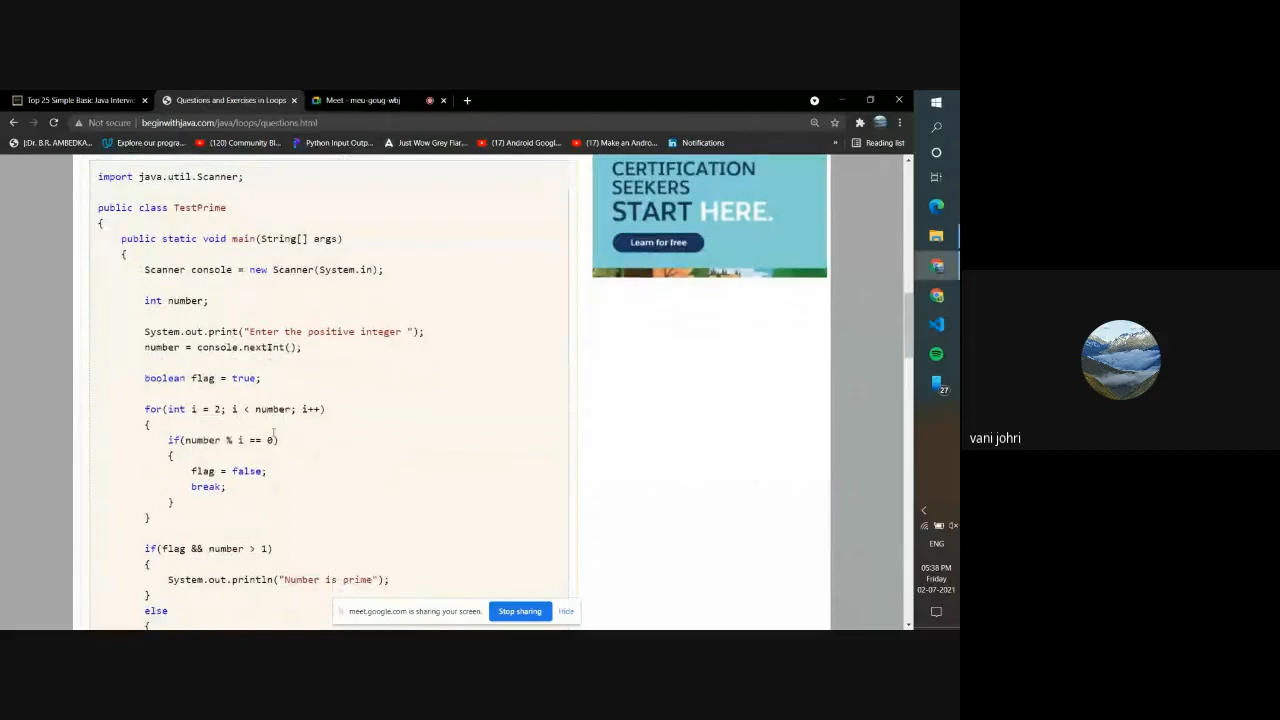 Top 25 Simple Basic Java Intervi
Questions and Exercises in Loops
Meet - meu-goug-wbj
Not secure
beginwithjava.com/java/loops/questions.html
|:Dr. B.R. AMBEDKA...
Explore our progra...
(120) Community Bl...
Python Input Outp...
Just Wow Grey Flar...
(17) Android Googl...
(17) Make an Andro...
Notifications
»
Reading list
import java.util.Scanner;
public class TestPrime
{
public static void main(String[] args)
{
Scanner console = new Scanner(System.in);
int number;
System.out.print("Enter the positive integer ");
number = console.nextInt();
boolean flag = true;
for(int i = 2; i < number; i++)
{
if(number % i == 0)
{
flag = false;
break;
}
}
if(flag && number > 1)
{
System.out.println("Number is prime");
}
else
{
CERTIFICATION
SEEKERS
START HERE.
Learn for free
meet.google.com is sharing your screen.
Stop sharing
Hide
27
ENG
05:38 PM
Friday
02-07-2021
vani johri